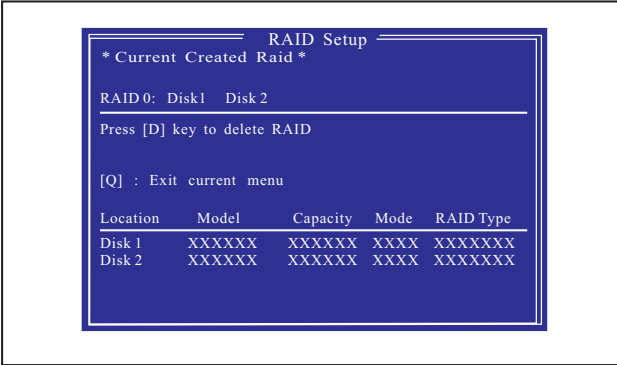 RAID Setup
* Current Created Raid *
RAID 0: Disk1 Disk 2
Press [D] key to delete RAID
[Q] : Exit current menu
Location Model Capacity Mode RAID Type
Disk 1 XXXXXX XXXXXX XXXX XXXXXXX
Disk 2 XXXXXX XXXXXX XXXX XXXXXXX